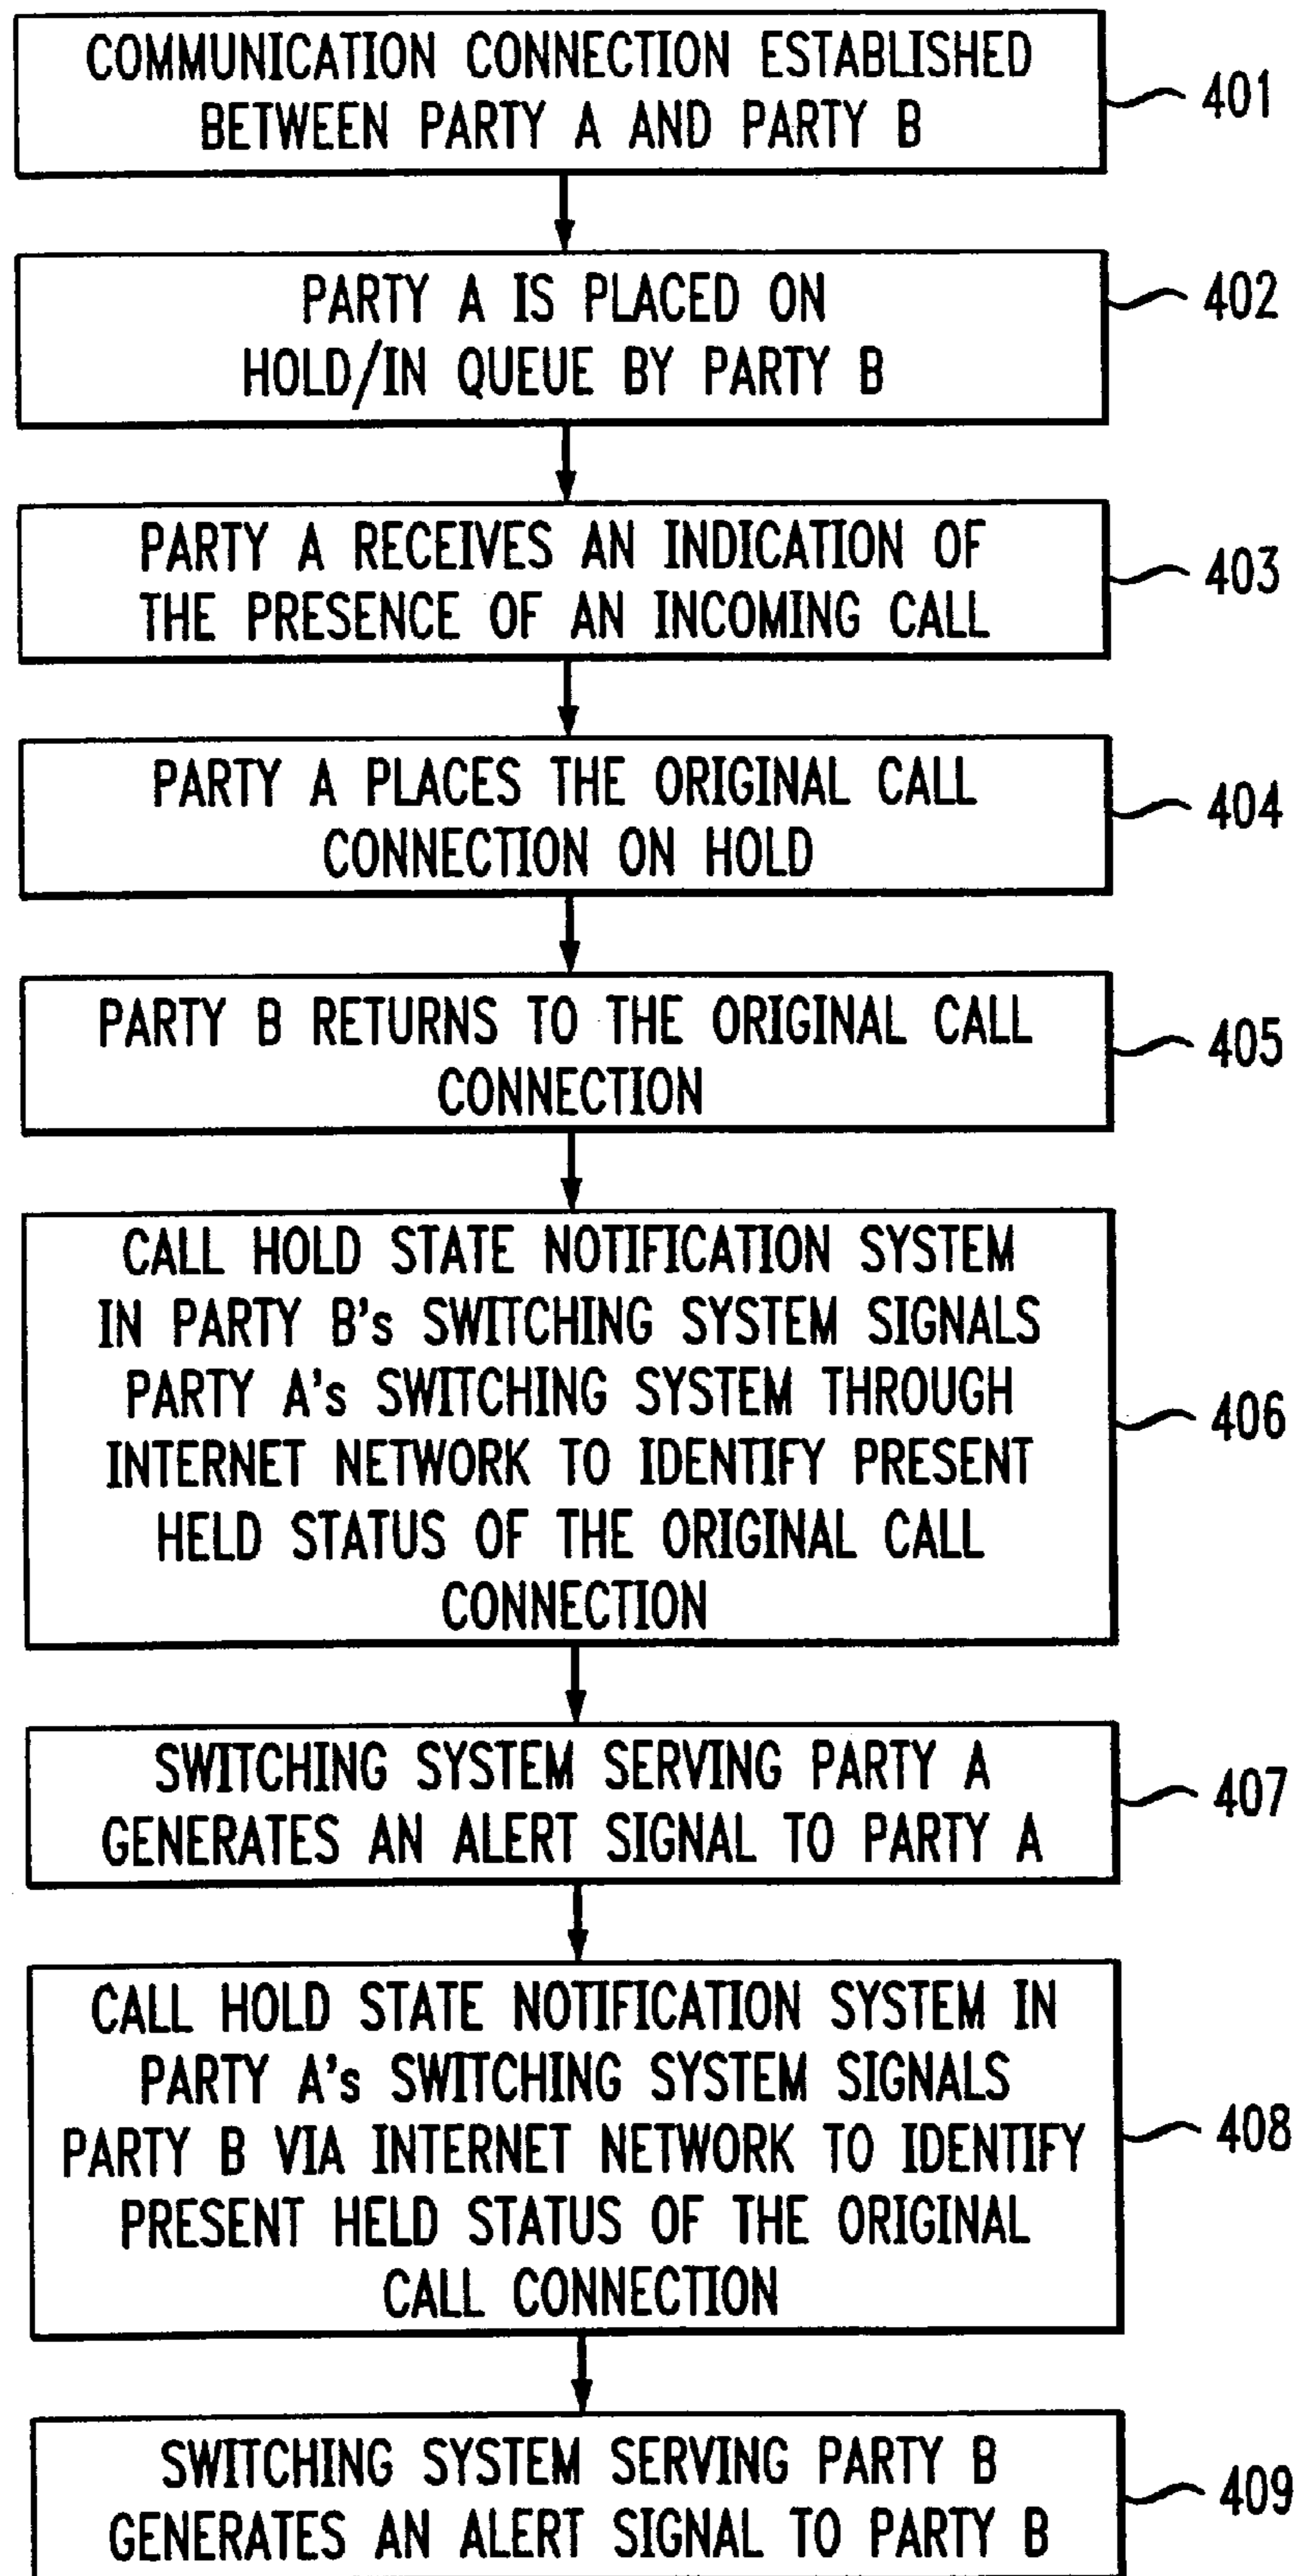 COMMUNICATION CONNECTION ESTABLISHED
BETWEEN PARTY A AND PARTY B
401
PARTY A IS PLACED ON
HOLD/IN QUEUE BY PARTY B
402
PARTY A RECEIVES AN INDICATION OF
THE PRESENCE OF AN INCOMING CALL
403
PARTY A PLACES THE ORIGINAL CALL
CONNECTION ON HOLD
404
PARTY B RETURNS TO THE ORIGINAL CALL
CONNECTION
405
CALL HOLD STATE NOTIFICATION SYSTEM
IN PARTY B's SWITCHING SYSTEM SIGNALS
PARTY A's SWITCHING SYSTEM THROUGH
INTERNET NETWORK TO IDENTIFY PRESENT
HELD STATUS OF THE ORIGINAL CALL
CONNECTION
406
SWITCHING SYSTEM SERVING PARTY A
GENERATES AN ALERT SIGNAL TO PARTY A
407
CALL HOLD STATE NOTIFICATION SYSTEM IN
PARTY A's SWITCHING SYSTEM SIGNALS
PARTY B VIA INTERNET NETWORK TO IDENTIFY
PRESENT HELD STATUS OF THE ORIGINAL
CALL CONNECTION
408
SWITCHING SYSTEM SERVING PARTY B
GENERATES AN ALERT SIGNAL TO PARTY B
409